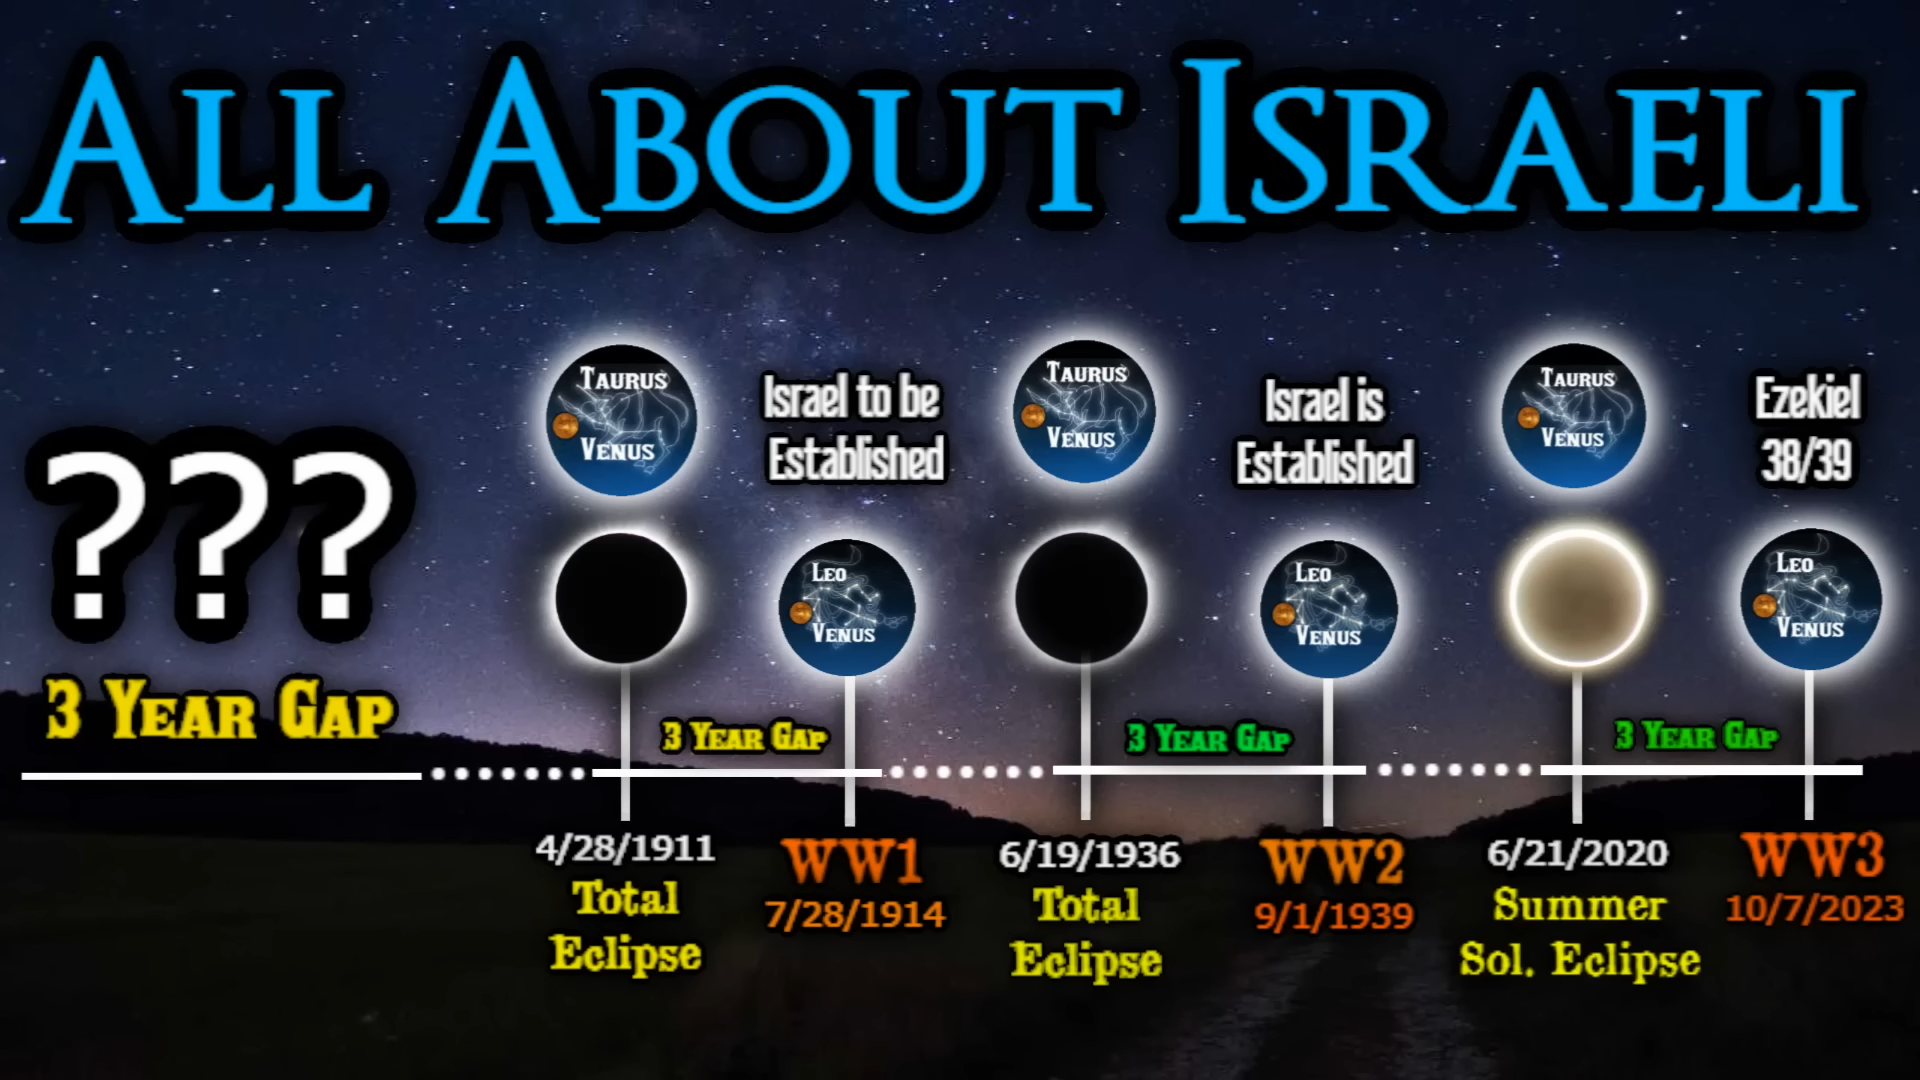 All About Israeli
???
3 Year Gap
Taurus
Venus
4/28/1911
Total
Eclipse
3 Year Gap
Israel to be
Established
Leo
Venus
WW1
7/28/1914
Taurus
Venus
6/19/1936
Total
Eclipse
3 Year Gap
Israel is
Established
Leo
Venus
WW2
9/1/1939
Taurus
Venus
6/21/2020
Summer
Sol. Eclipse
3 Year Gap
Ezekiel
38/39
Leo
Venus
WW3
10/7/2023